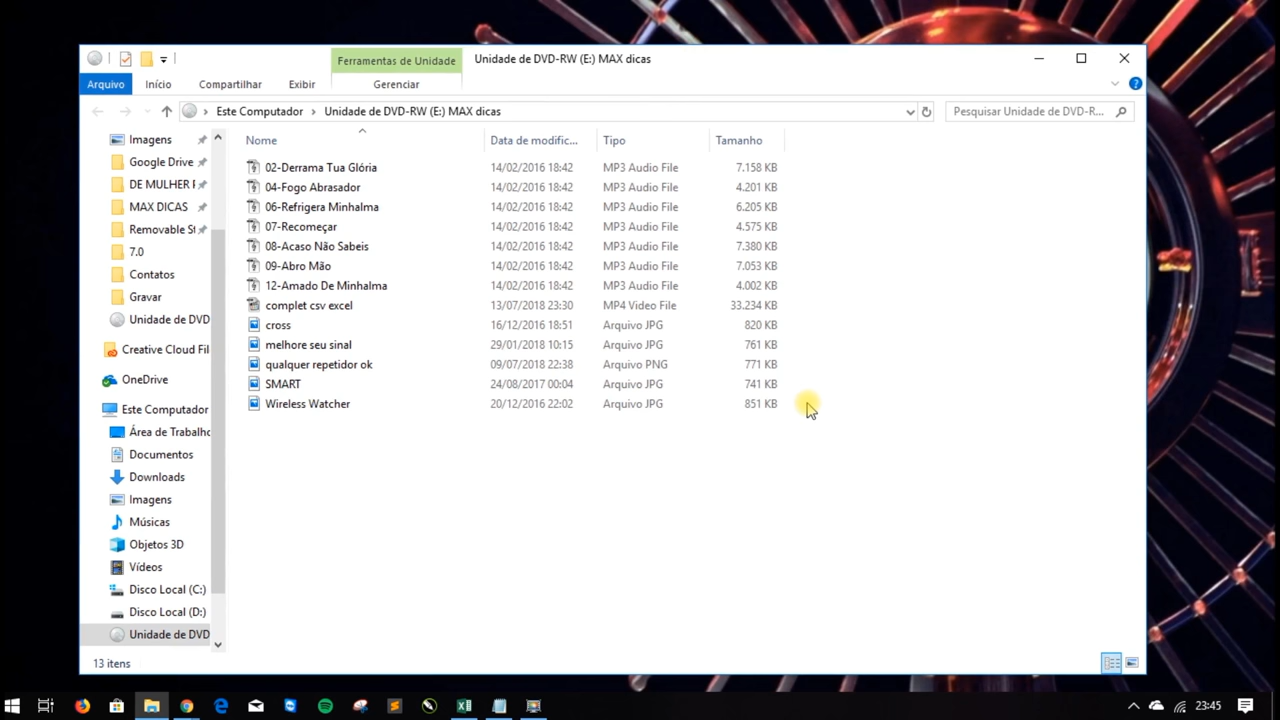 Ferramentas de Unidade
Unidade de DVD-RW (E:) MAX dicas
Arquivo
Início
Compartilhar
Exibir
Gerenciar
Este Computador
Unidade de DVD-RW (E:) MAX dicas
Pesquisar Unidade de DVD-R...
Imagens
Google Drive
DE MULHER
MAX DICAS
Removable St
7.0
Contatos
Gravar
Unidade de DVD
Creative Cloud Fil
OneDrive
Este Computador
Área de Trabalho
Documentos
Downloads
Imagens
Músicas
Objetos 3D
Vídeos
Disco Local (C:)
Disco Local (D:)
Unidade de DVD
Nome Data de modific... Tipo Tamanho
02-Derrama Tua Glória 14/02/2016 18:42 MP3 Audio File 7.158 KB
04-Fogo Abrasador 14/02/2016 18:42 MP3 Audio File 4.201 KB
06-Refrigera Minhalma 14/02/2016 18:42 MP3 Audio File 6.205 KB
07-Recomeçar 14/02/2016 18:42 MP3 Audio File 4.575 KB
08-Acaso Não Sabeis 14/02/2016 18:42 MP3 Audio File 7.380 KB
09-Abro Mão 14/02/2016 18:42 MP3 Audio File 7.053 KB
12-Amado De Minhalma 14/02/2016 18:42 MP3 Audio File 4.002 KB
complet csv excel 13/07/2018 23:30 MP4 Video File 33.234 KB
cross 16/12/2016 18:51 Arquivo JPG 820 KB
melhore seu sinal 29/01/2018 10:15 Arquivo JPG 761 KB
qualquer repetidor ok 09/07/2018 22:38 Arquivo PNG 771 KB
SMART 24/08/2017 00:04 Arquivo JPG 741 KB
Wireless Watcher 20/12/2016 22:02 Arquivo JPG 851 KB
13 itens
23:45